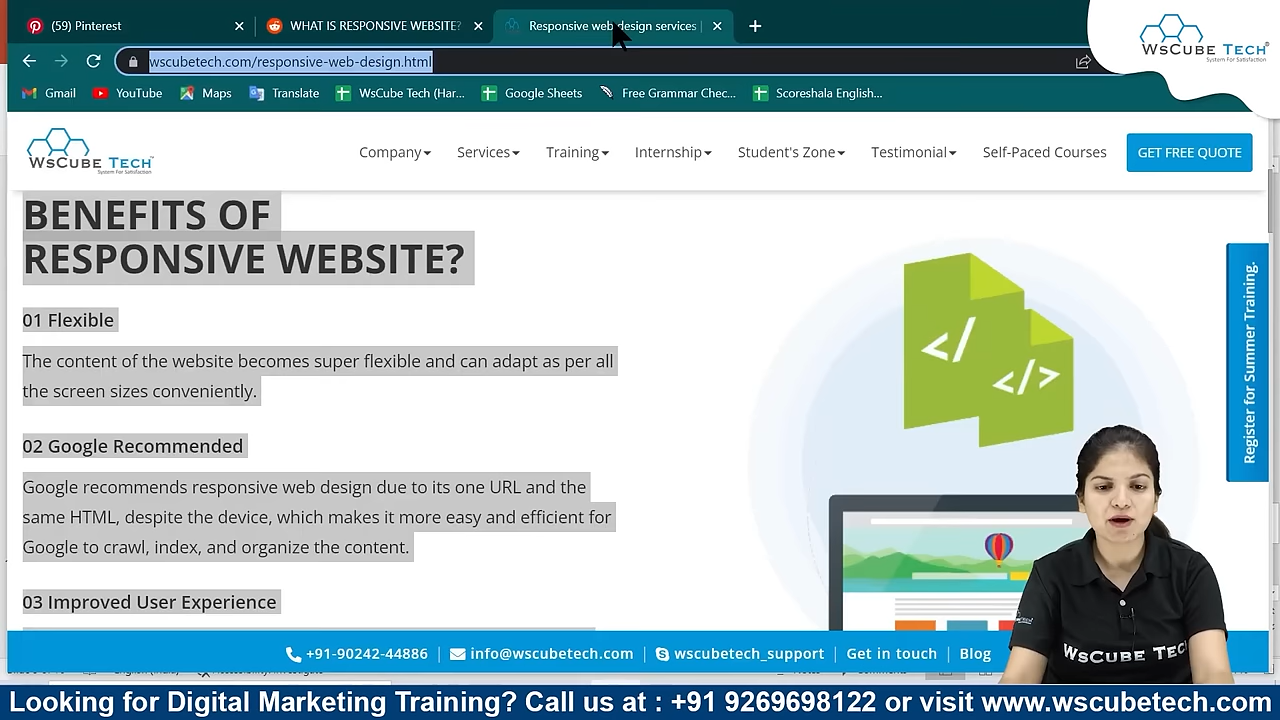 (59) Pinterest
WHAT IS RESPONSIVE WEBSITE?
Responsive web design services |
wscubetech.com/responsive-web-design.html
WSCUBE TECH
System For Satisfaction
Gmail
YouTube
Maps
Translate
WsCube Tech (Har...
Google Sheets
Free Grammar Chec...
Scoreshala English...
WSCUBE TECH
System For Satisfaction
Company
Services
Training
Internship
Student's Zone
Testimonial
Self-Paced Courses
GET FREE QUOTE
BENEFITS OF
RESPONSIVE WEBSITE?
01 Flexible
The content of the website becomes super flexible and can adapt as per all
the screen sizes conveniently.
02 Google Recommended
Google recommends responsive web design due to its one URL and the
same HTML, despite the device, which makes it more easy and efficient for
Google to crawl, index, and organize the content.
03 Improved User Experience
</
</>
Register for Summer Training.
+91-90242-44886
info@wscubetech.com
wscubetech_support
Get in touch
Blog
WSCUBE TEC
Looking for Digital Marketing Training? Call us at : +91 9269698122 or visit www.wscubetech.com